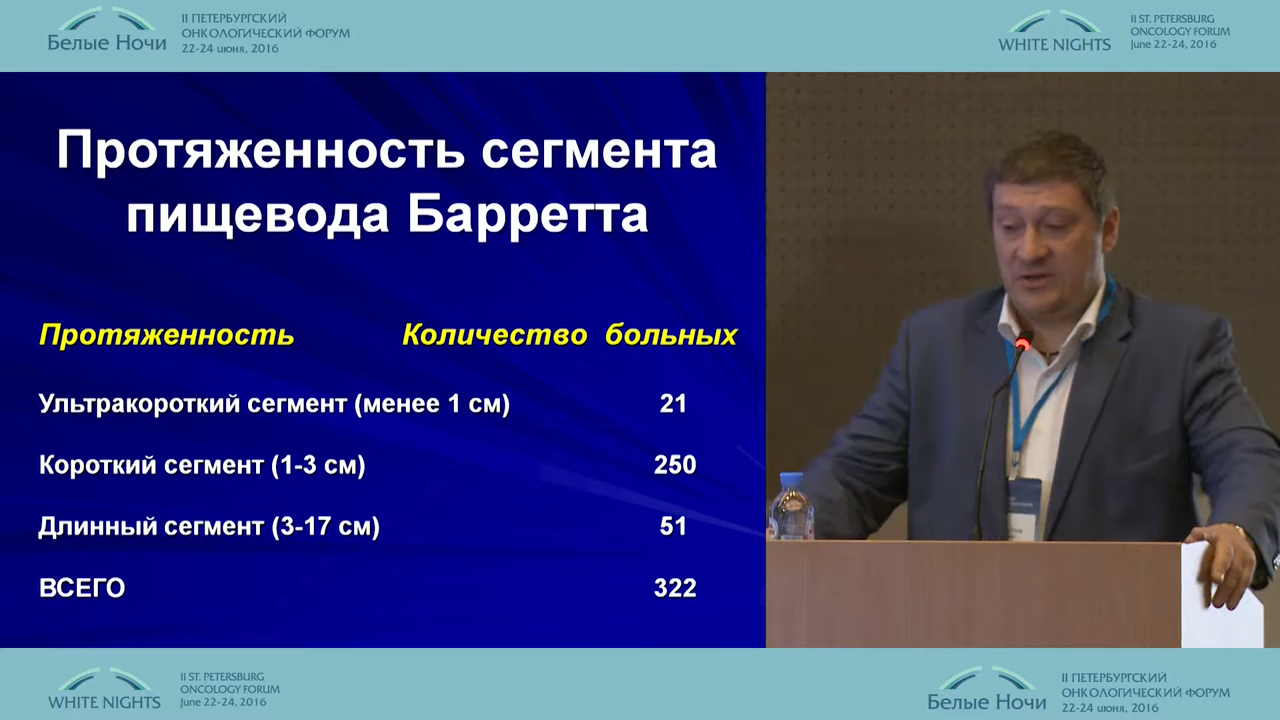 Белые Ночи
II ПЕТЕРБУРГСКИЙ
ОНКОЛОГИЧЕСКИЙ ФОРУМ
22-24 июня, 2016
WHITE NIGHTS
II ST. PETERSBURG
ONCOLOGY FORUM
June 22-24, 2016
Протяженность сегмента
пищевода Барретта
Протяженность Количество больных
Ультракороткий сегмент (менее 1 см) 21
Короткий сегмент (1-3 см) 250
Длинный сегмент (3-17 см) 51
ВСЕГО 322
WHITE NIGHTS
II ST. PETERSBURG
ONCOLOGY FORUM
June 22-24, 2016
Белые Ночи
II ПЕТЕРБУРГСКИЙ
ОНКОЛОГИЧЕСКИЙ ФОРУМ
22-24 июня, 2016